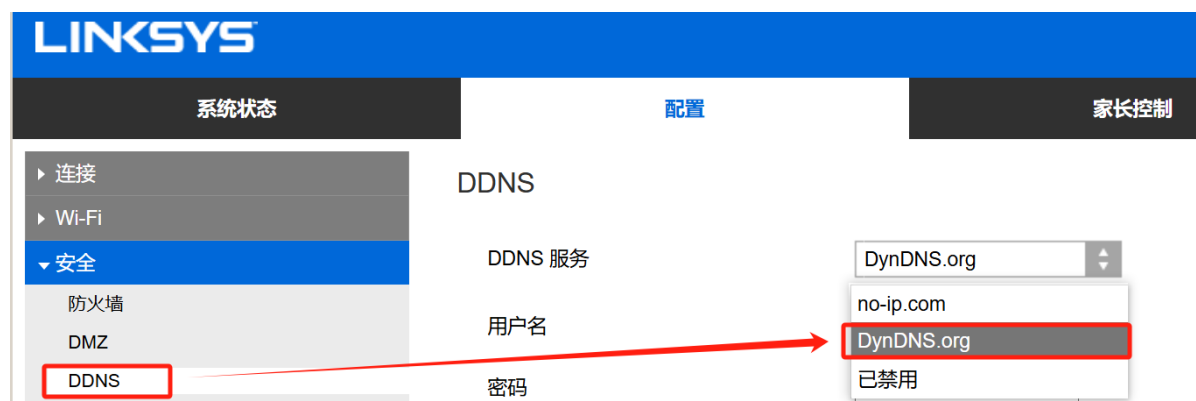 LINKSYS
系统状态
配置
家长控制
连接
Wi-Fi
安全
防火墙
DMZ
DDNS
DDNS
DDNS 服务
DynDNS.org
no-ip.com
DynDNS.org
已禁用
用户名
密码